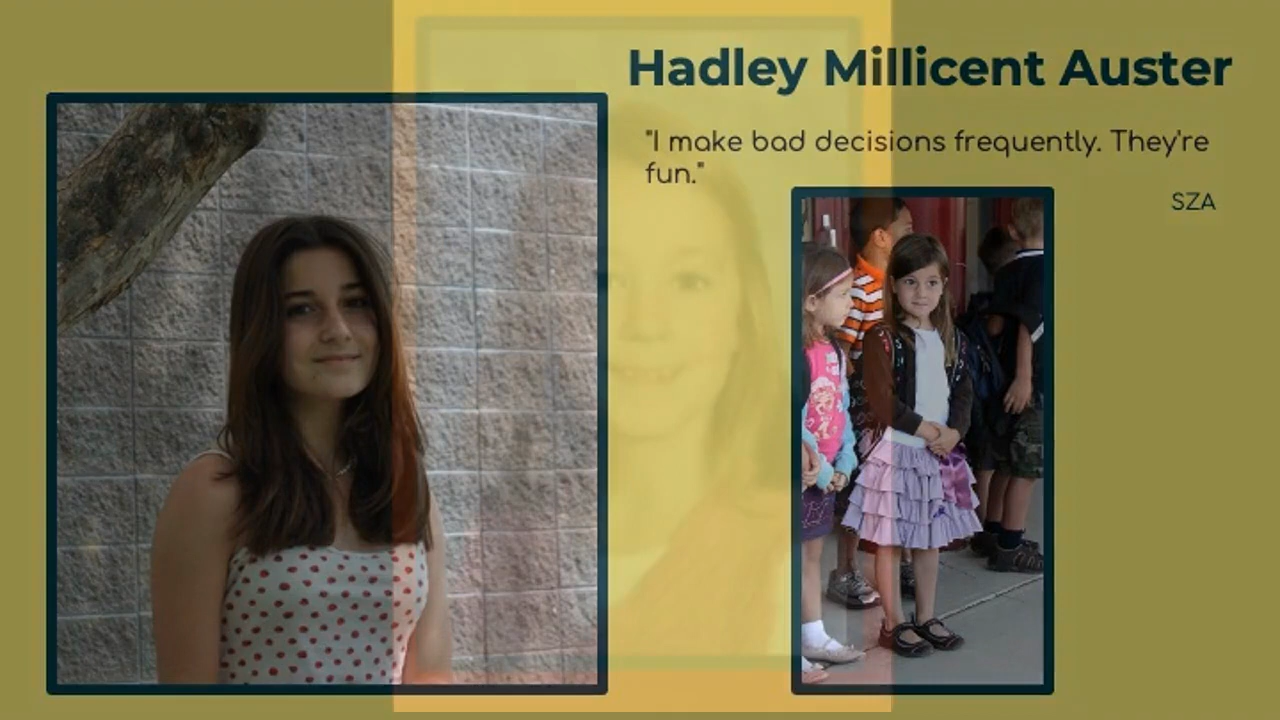 Hadley Millicent Auster
"I make bad decisions frequently. They're
fun."
SZA